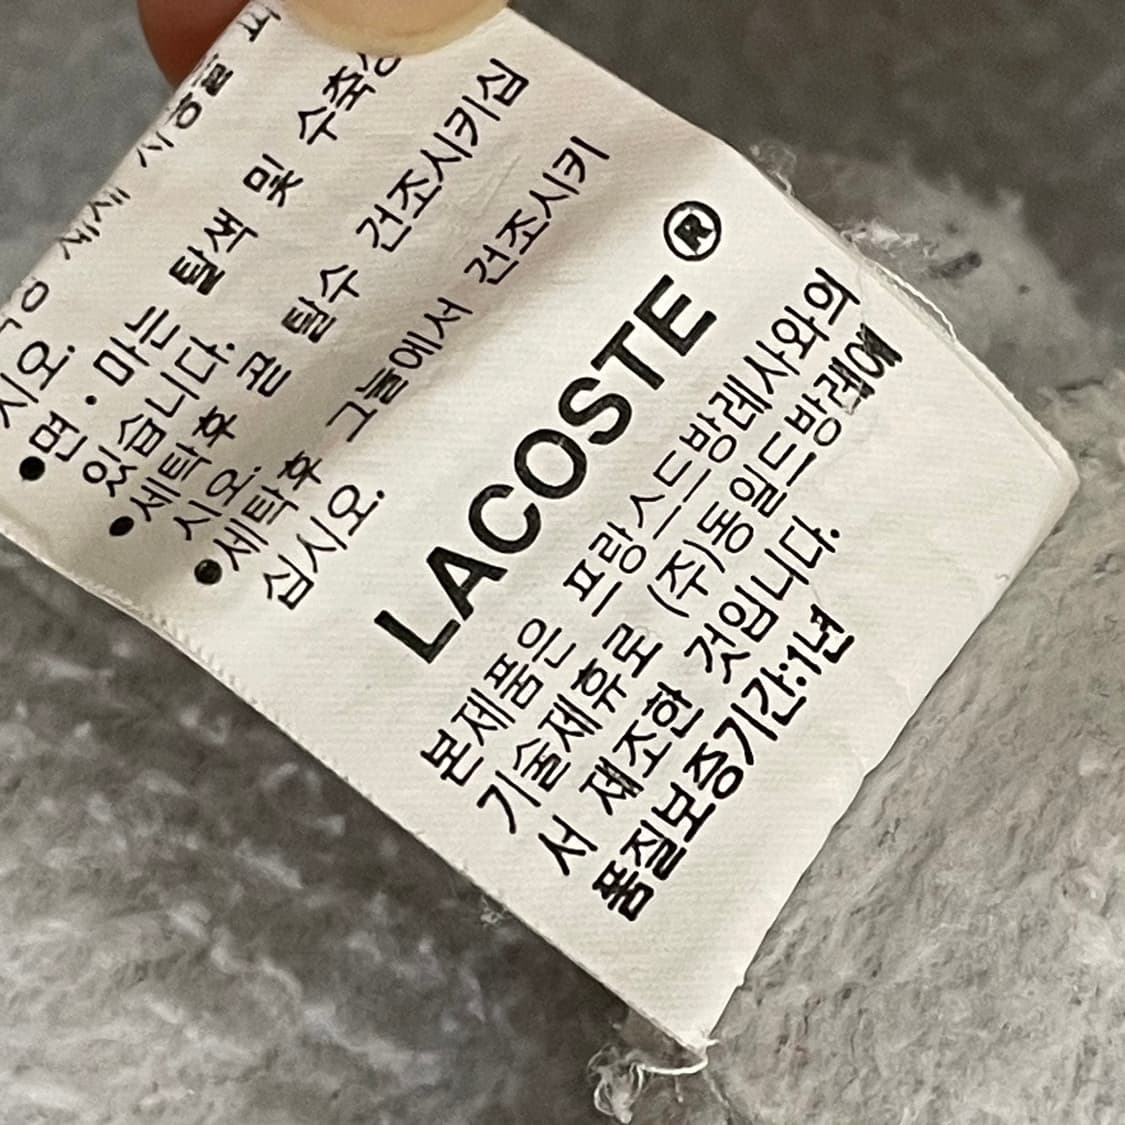 시오.
●면·마는 탈색 및 수축
있습니다.
●세탁후 곧 탈수 건조시키십
시오.
●세탁후 그늘에서 건조시키
십시오.
LACOSTE®
본제품은 프랑스드방레사와의
기술제휴로 (주)동일드방레에
서 제조한 것입니다.
품질보증기간:1년